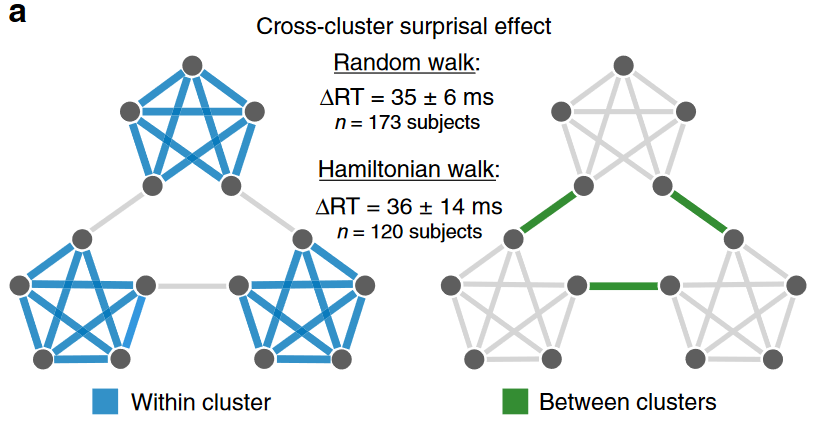 a
Cross-cluster surprisal effect
Random walk:
ΔRT = 35 ± 6 ms
n = 173 subjects
Hamiltonian walk:
ΔRT = 36 ± 14 ms
n = 120 subjects
Within cluster
Between clusters